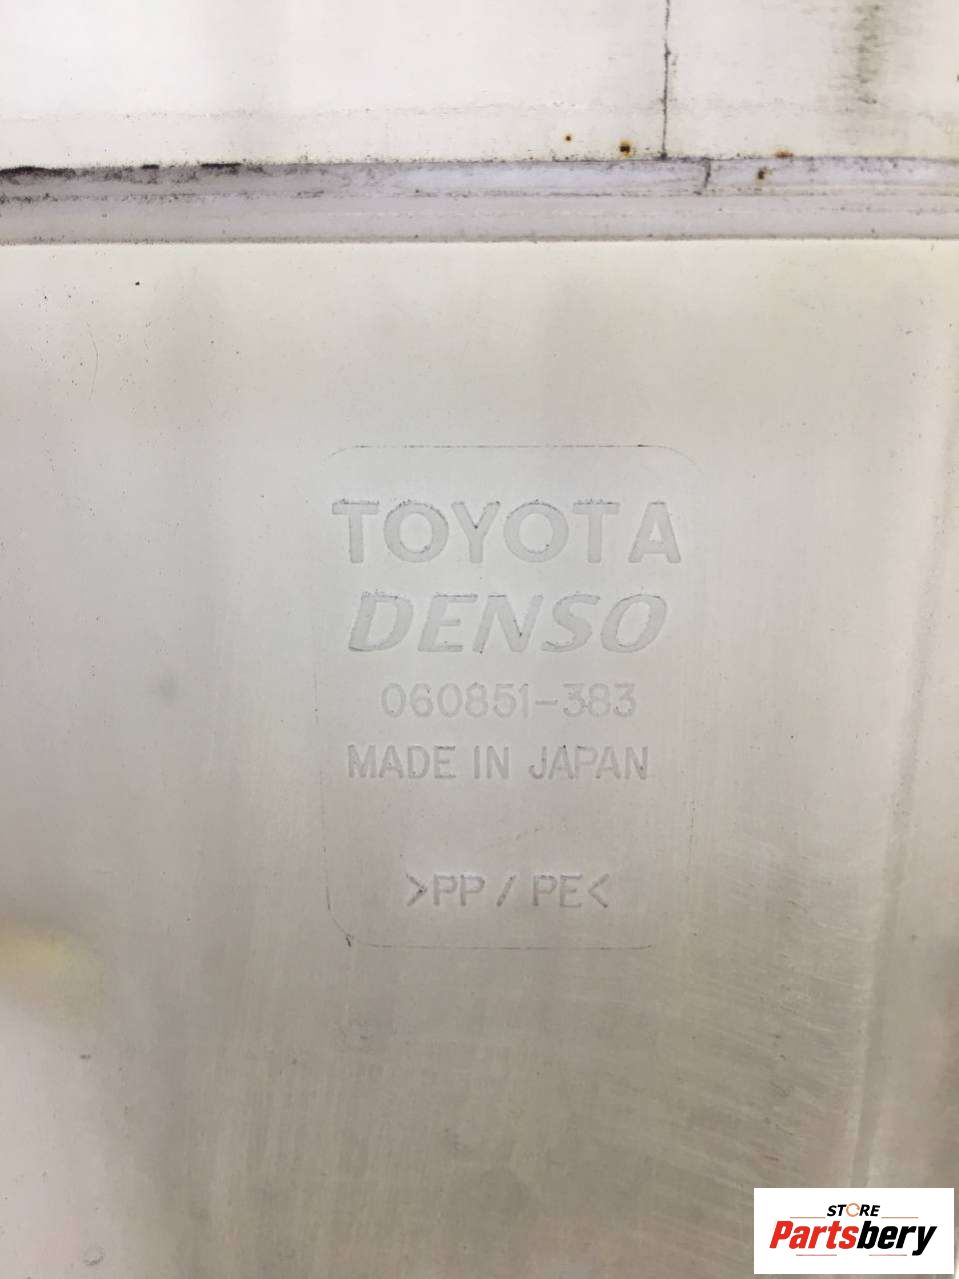 TOYOTA
DENSO
060851-383
MADE IN JAPAN
>PP / PE<
STORE
Partsbery